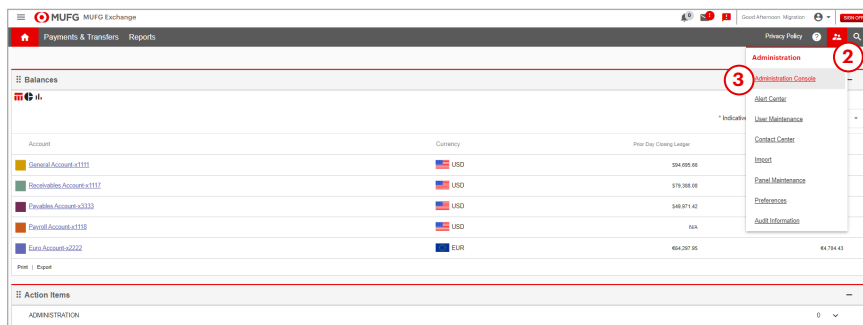 MUFG MUFG Exchange
0
Good Afternoon Migration
SIGN OFF
Payments & Transfers Reports
Privacy Policy
2
Administration
3
Administration Console
Alert Center
User Maintenance
Contact Center
Import
Panel Maintenance
Preferences
Audit Information
Balances
* Indicative
Account Currency Prior Day Closing Ledger
General Account-x1111 USD $94,695.66
Receivables Account-x1117 USD $79,388.08
Payables Account-x3333 USD $49,971.42
Payroll Account-x1118 USD N/A
Euro Account-x2222 EUR €64,297.95 €4,704.43
Print | Export
Action Items
ADMINISTRATION 0